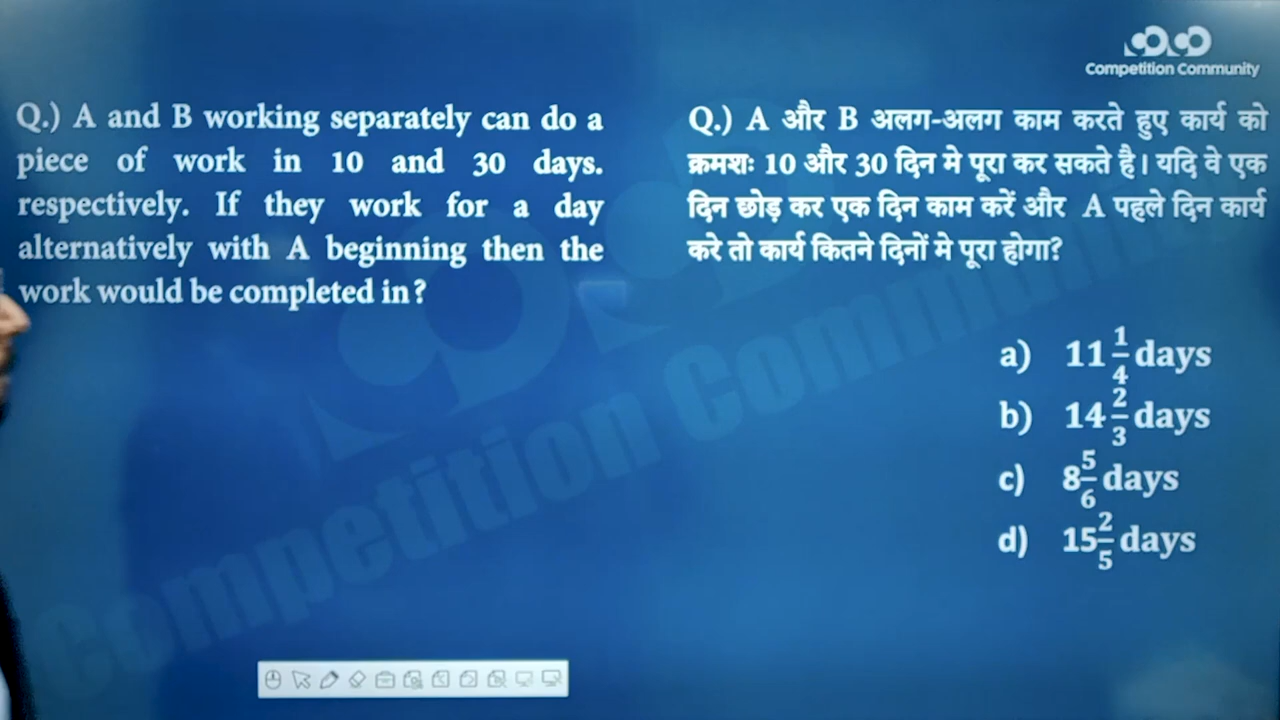 Competition Community
Q.) A and B working separately can do a
piece of work in 10 and 30 days.
respectively. If they work for a day
alternatively with A beginning then the
work would be completed in?
Q.) A और B अलग-अलग काम करते हुए कार्य को
क्रमशः 10 और 30 दिन मे पूरा कर सकते है। यदि वे एक
दिन छोड़ कर एक दिन काम करें और A पहले दिन कार्य
करे तो कार्य कितने दिनों मे पूरा होगा?
a) 11 1/4 days
b) 14 2/3 days
c) 8 5/6 days
d) 15 2/5 days
Competition Community